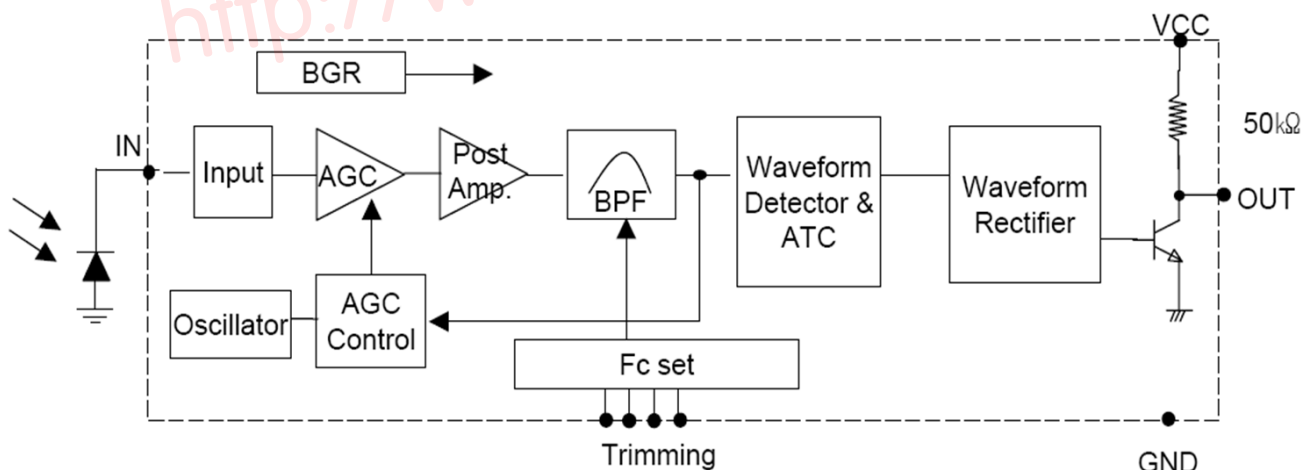 http://w
VCC
BGR
50kΩ
IN
Input
AGC
Post
Amp.
BPF
Waveform
Detector &
ATC
Waveform
Rectifier
OUT
Oscillator
AGC
Control
Fc set
Trimming
GND